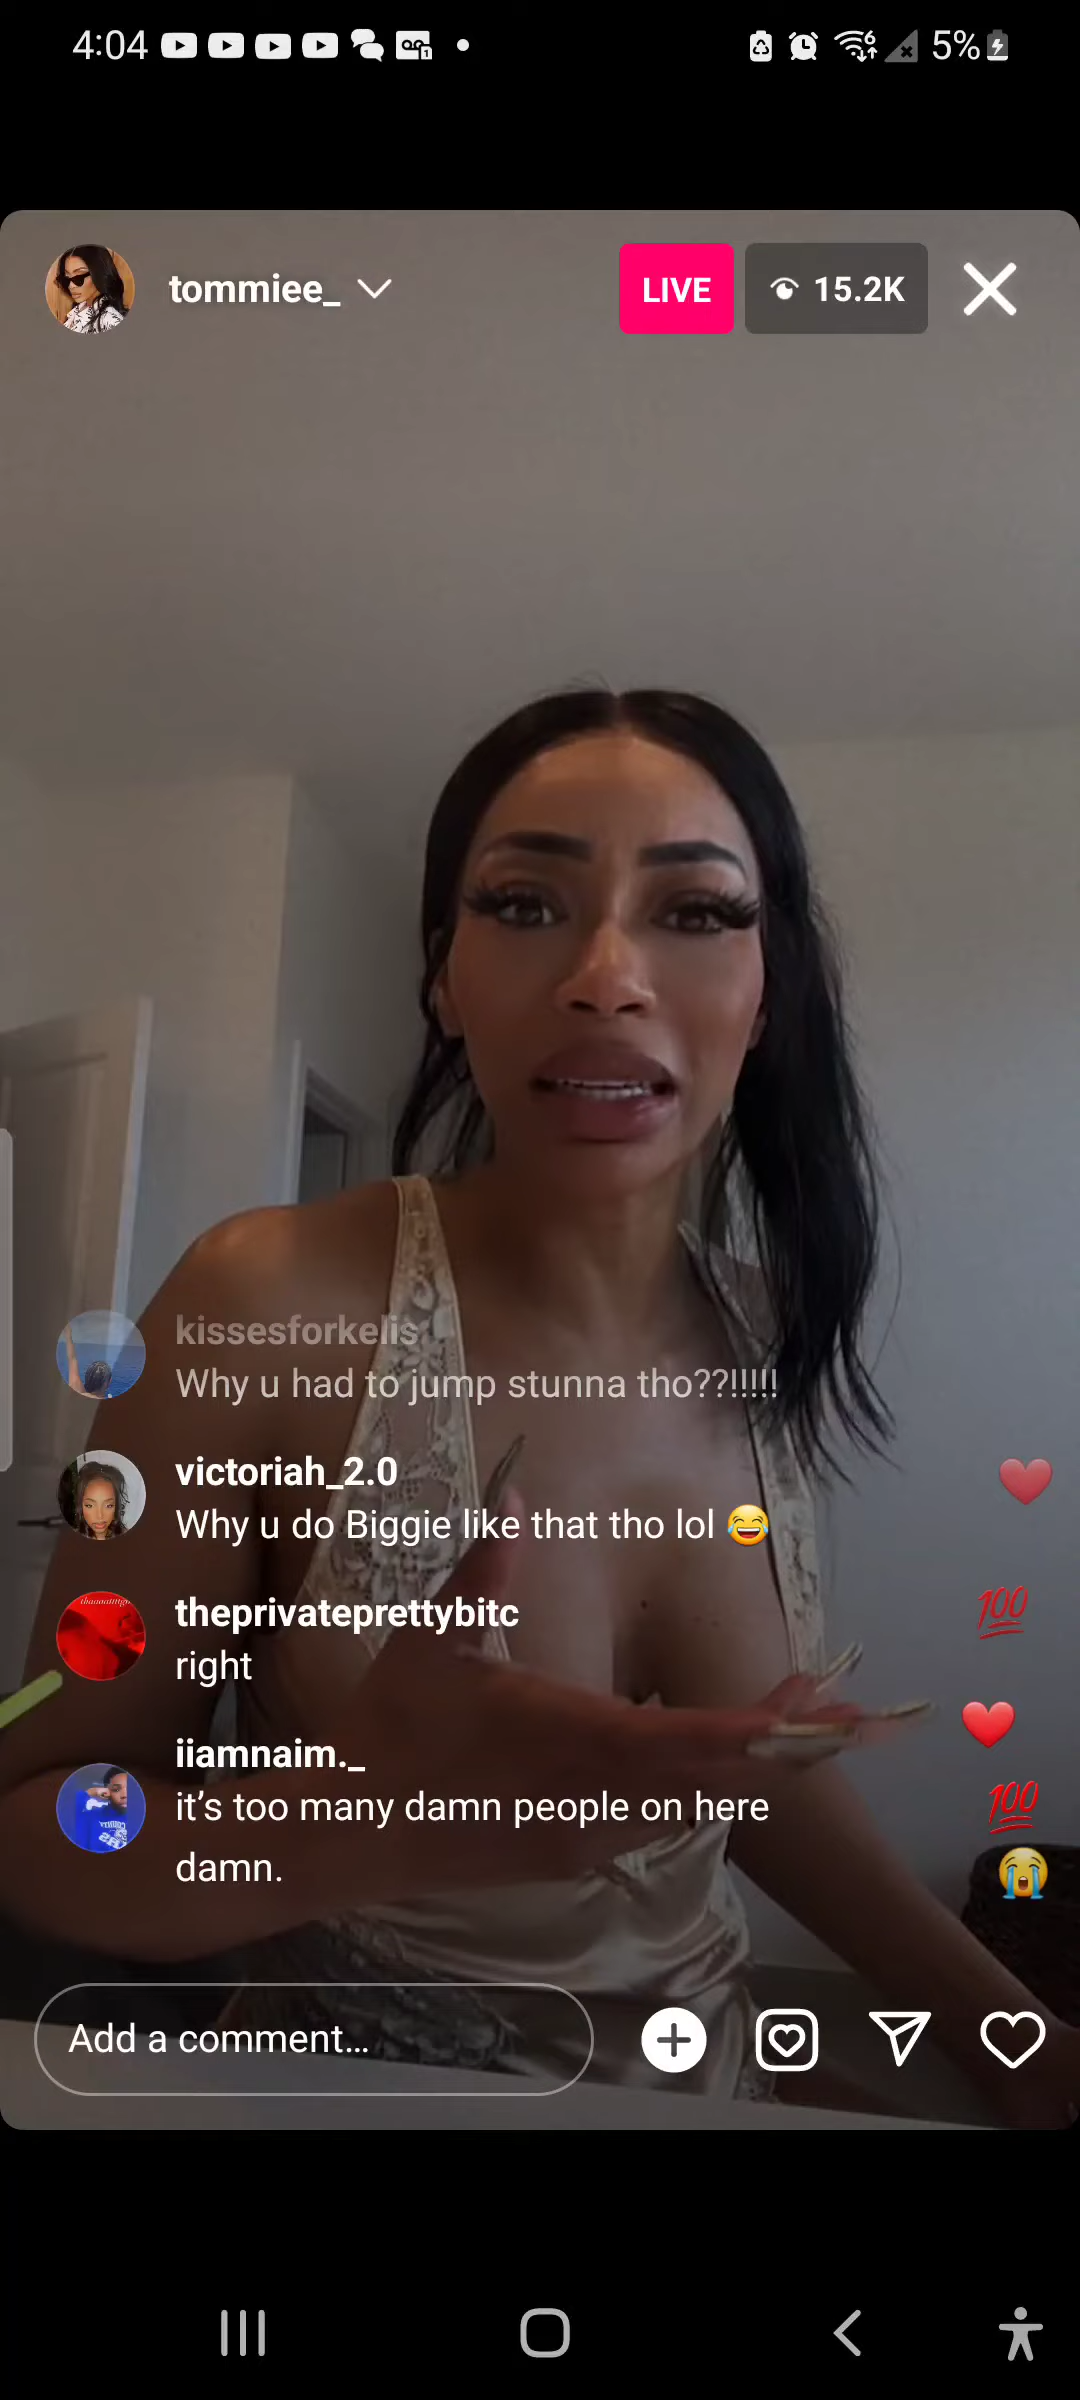 4:04
5%
tommiee_
LIVE
15.2K
kissesforkelis
Why u had to jump stunna tho??!!!!!
victoriah_2.0
Why u do Biggie like that tho lol 😂
theprivateprettybitc
right
iiamnaim._
it’s too many damn people on here
damn.
Add a comment…